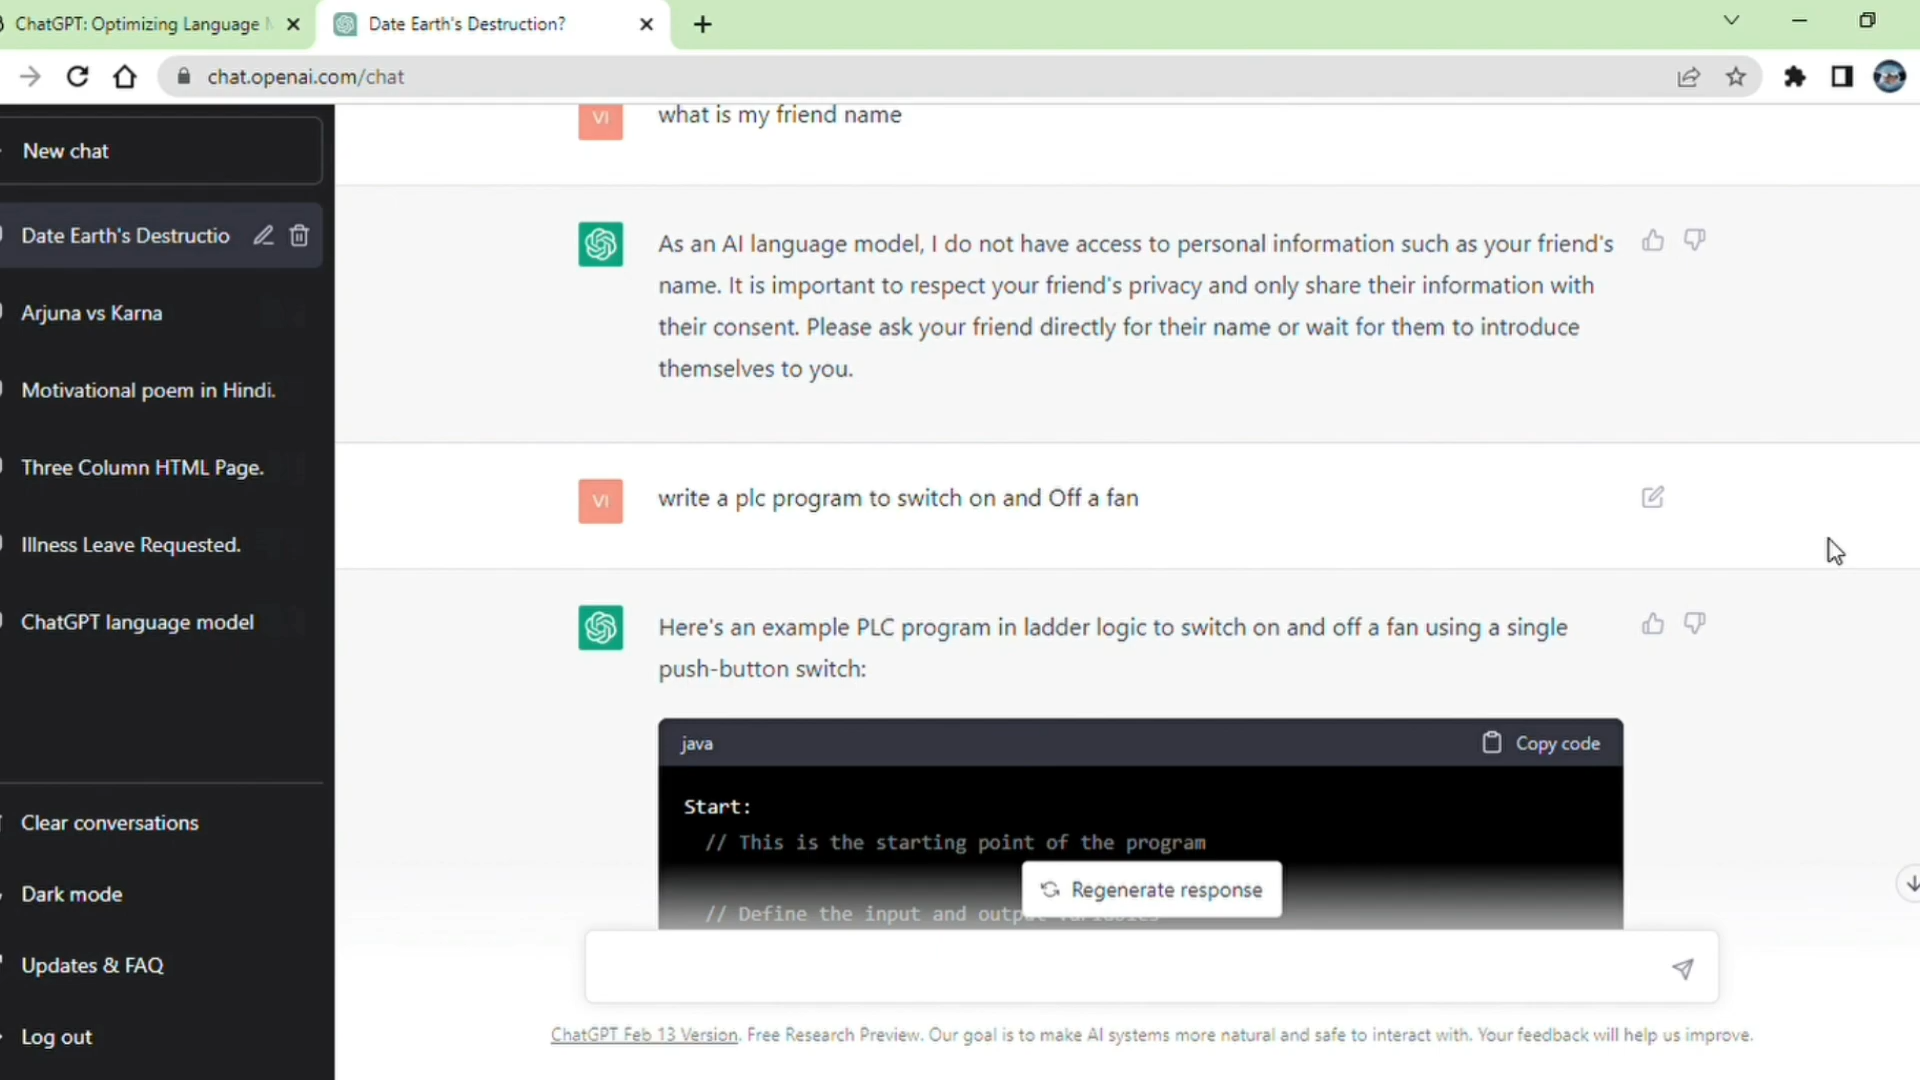 ChatGPT: Optimizing Language
Date Earth's Destruction?
chat.openai.com/chat
New chat
Date Earth's Destructio
Arjuna vs Karna
Motivational poem in Hindi.
Three Column HTML Page.
Illness Leave Requested.
ChatGPT language model
Clear conversations
Dark mode
Updates & FAQ
Log out
VI
what is my friend name
As an AI language model, I do not have access to personal information such as your friend's
name. It is important to respect your friend's privacy and only share their information with
their consent. Please ask your friend directly for their name or wait for them to introduce
themselves to you.
VI
write a plc program to switch on and Off a fan
Here's an example PLC program in ladder logic to switch on and off a fan using a single
push-button switch:
java
Copy code
Start:
// This is the starting point of the program
// Define the input and output variables
Regenerate response
ChatGPT Feb 13 Version. Free Research Preview. Our goal is to make AI systems more natural and safe to interact with. Your feedback will help us improve.